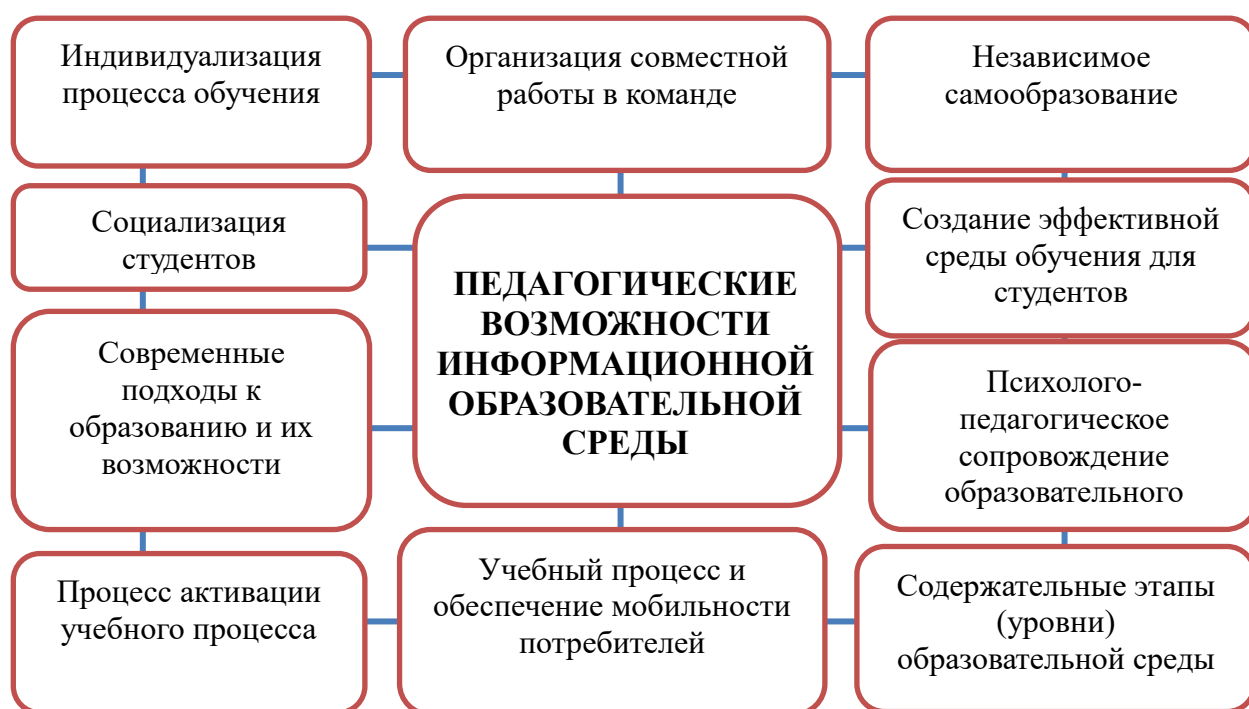 Индивидуализация
процесса обучения
Организация совместной
работы в команде
Независимое
самообразование
Социализация
студентов
ПЕДАГОГИЧЕСКИЕ
ВОЗМОЖНОСТИ
ИНФОРМАЦИОННОЙ
ОБРАЗОВАТЕЛЬНОЙ
СРЕДЫ
Создание эффективной
среды обучения для
студентов
Современные
подходы к
образованию и их
возможности
Психолого-
педагогическое
сопровождение
образовательного
Процесс активации
учебного процесса
Учебный процесс и
обеспечение мобильности
потребителей
Содержательные этапы
(уровни)
образовательной среды